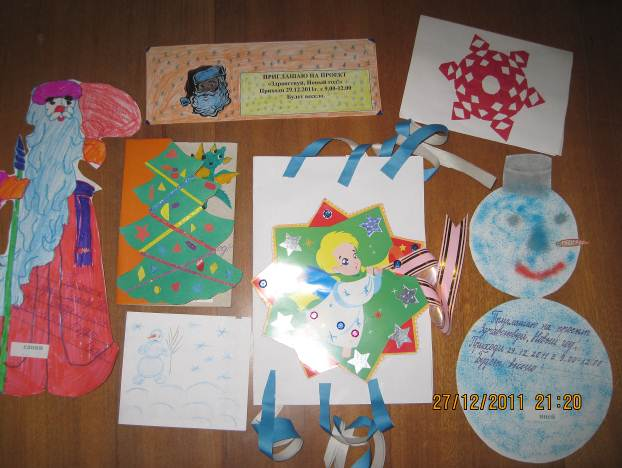 ПРИГЛАШАЮ НА ПРОЕКТ
«Здравствуй, Новый год!»
Приходи 29.12.2011г. с 9.00-12.00
Будет весело.
Приглашаю на проект
Здравствуй, Новый год,
Приходи 29.12.2011 с 9.00-12.00
будет весело!
27/12/2011 21:20